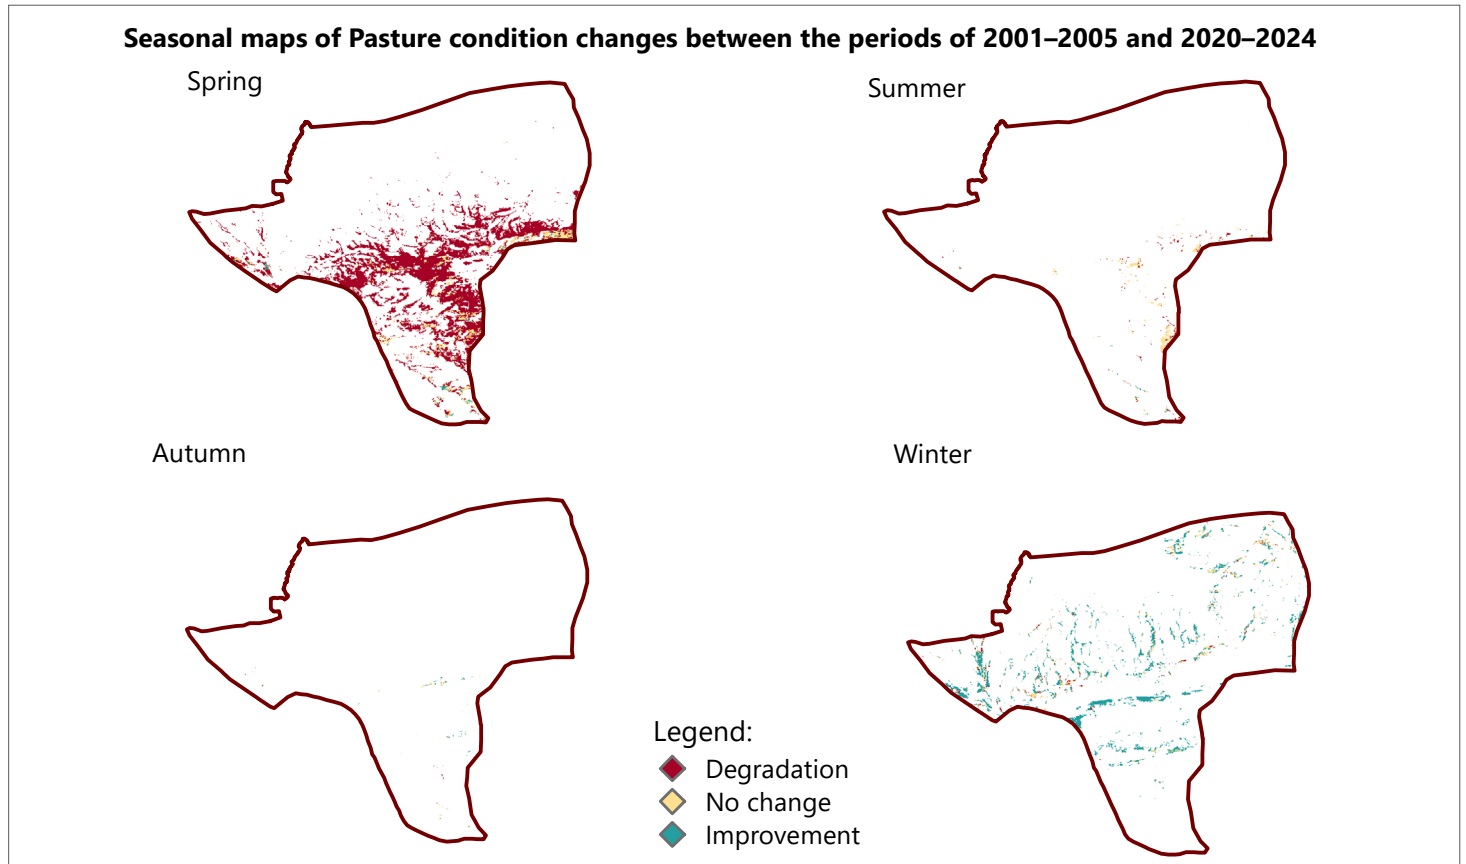 Seasonal maps of Pasture condition changes between the periods of 2001–2005 and 2020–2024
Spring
Summer
Autumn
Winter
Legend:
Degradation
No change
Improvement